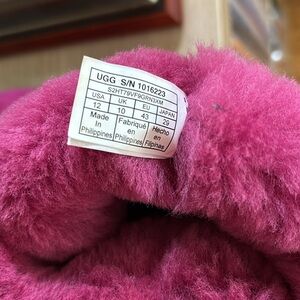 UGG S/N 1016223
S2HT79VF9GRN3XM
USA UK EU JAPAN
12 10 43 29
Made In Philippines Fabriqué en Philippines Hecho en Filipinas